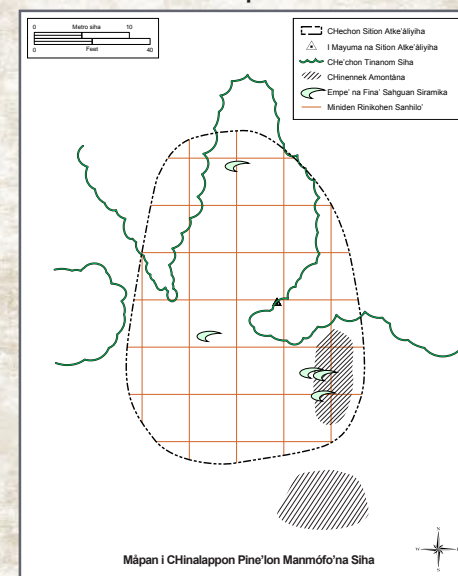 Metro siha
0 10
0 40
Feet
CHechon Sition Atke'åliyiha
I Mayuma na Sition Atke'åliyiha
CHe'chon Tinanom Siha
CHinennek Amontåna
Empe' na Fina' Sahguan Siramika
Miniden Rinikohen Sanhilo'
Måpan i CHinalappon Pine'lon Manmófo'na Siha
N
W E
S